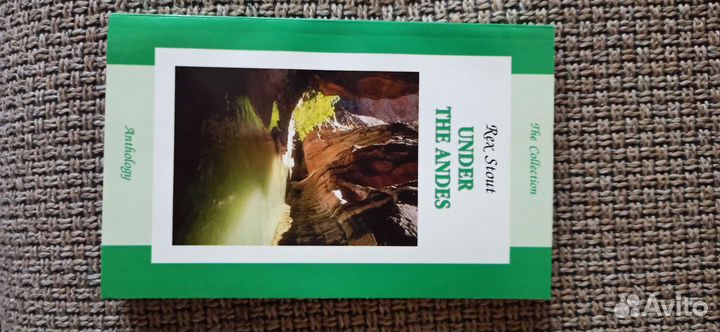 The Collection
Rex Stout
UNDER
THE ANDES
Anthology
Avito